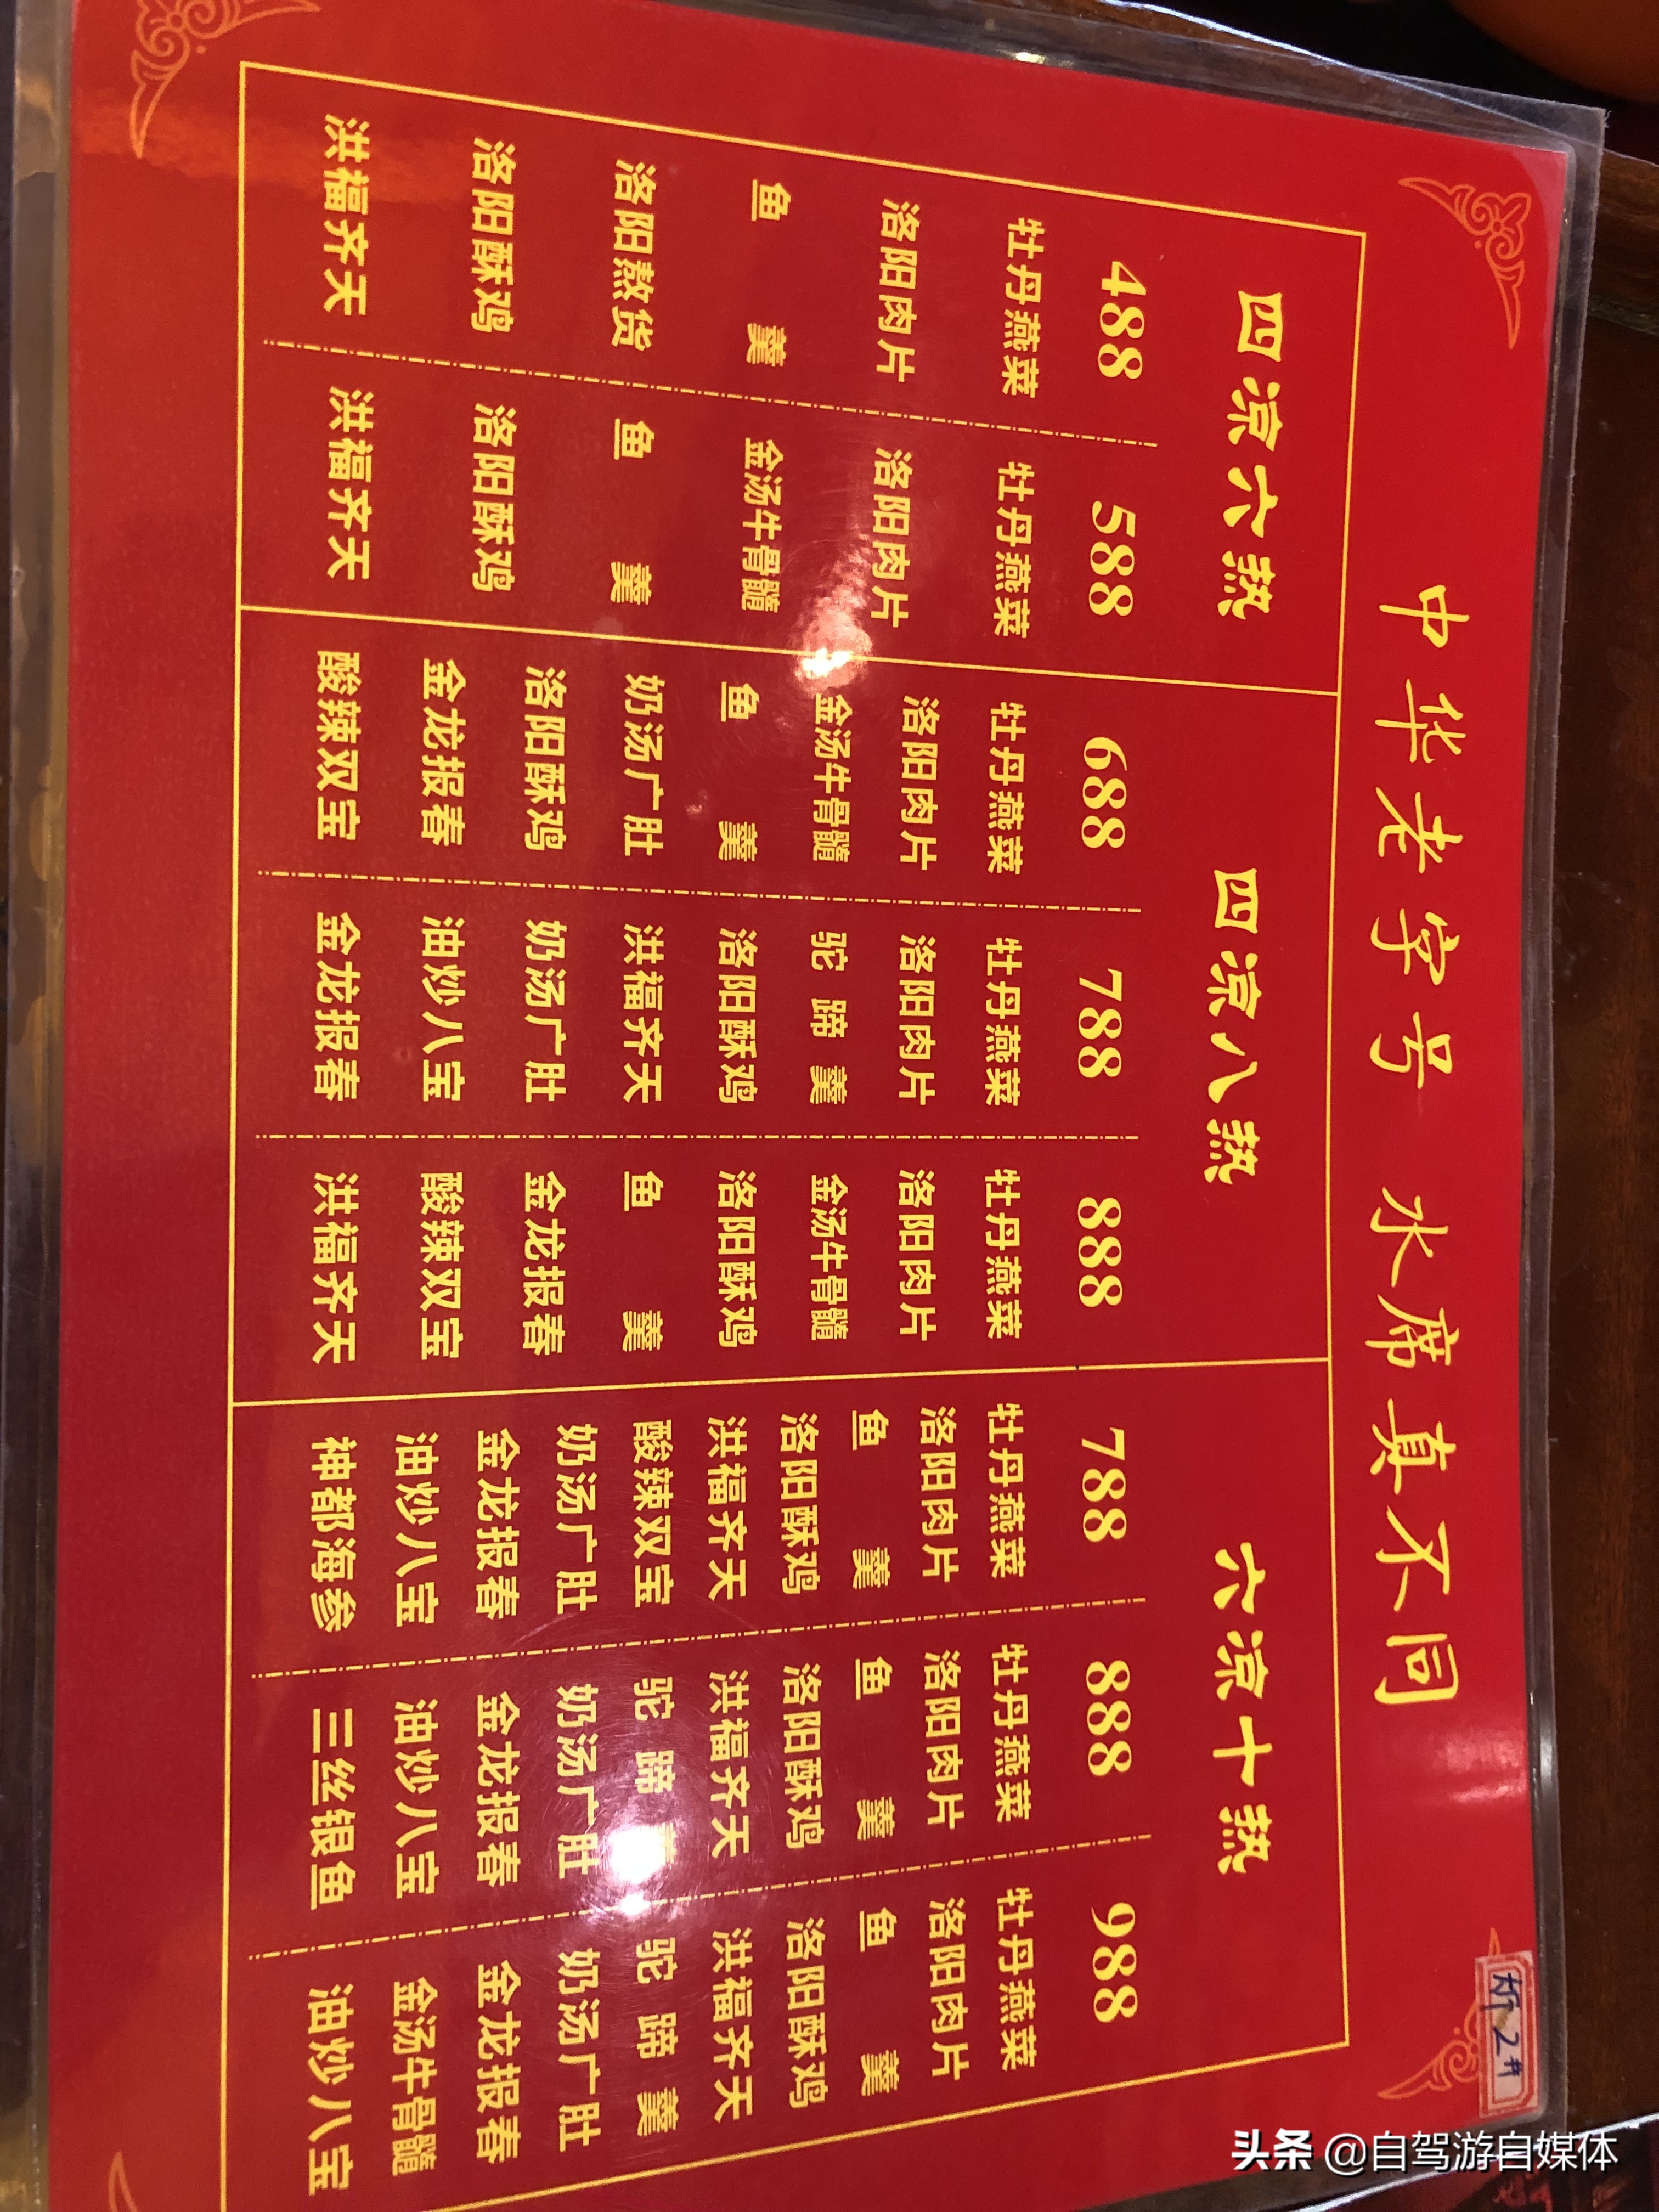 中华老字号 水席真不同
四凉六热
488
牡丹燕菜
洛阳肉片
鱼羹
洛阳熬货
洛阳酥鸡
洪福齐天
588
牡丹燕菜
洛阳肉片
金汤牛骨髓
鱼羹
洛阳酥鸡
洪福齐天
四凉八热
688
牡丹燕菜
洛阳肉片
金汤牛骨髓
鱼羹
奶汤广肚
洛阳酥鸡
金龙报春
酸辣双宝
788
牡丹燕菜
洛阳肉片
驼蹄羹
洛阳酥鸡
洪福齐天
奶汤广肚
油炒八宝
金龙报春
888
牡丹燕菜
洛阳肉片
金汤牛骨髓
洛阳酥鸡
鱼羹
金龙报春
酸辣双宝
洪福齐天
六凉十热
788
牡丹燕菜
洛阳肉片
鱼羹
洛阳酥鸡
洪福齐天
酸辣双宝
奶汤广肚
金龙报春
油炒八宝
神都海参
888
牡丹燕菜
洛阳肉片
鱼羹
洛阳酥鸡
洪福齐天
驼蹄羹
奶汤广肚
金龙报春
油炒八宝
三丝银鱼
988
牡丹燕菜
洛阳肉片
鱼羹
洛阳酥鸡
洪福齐天
驼蹄羹
奶汤广肚
金龙报春
金汤牛骨髓
油炒八宝
2#
头条 @自驾游自媒体